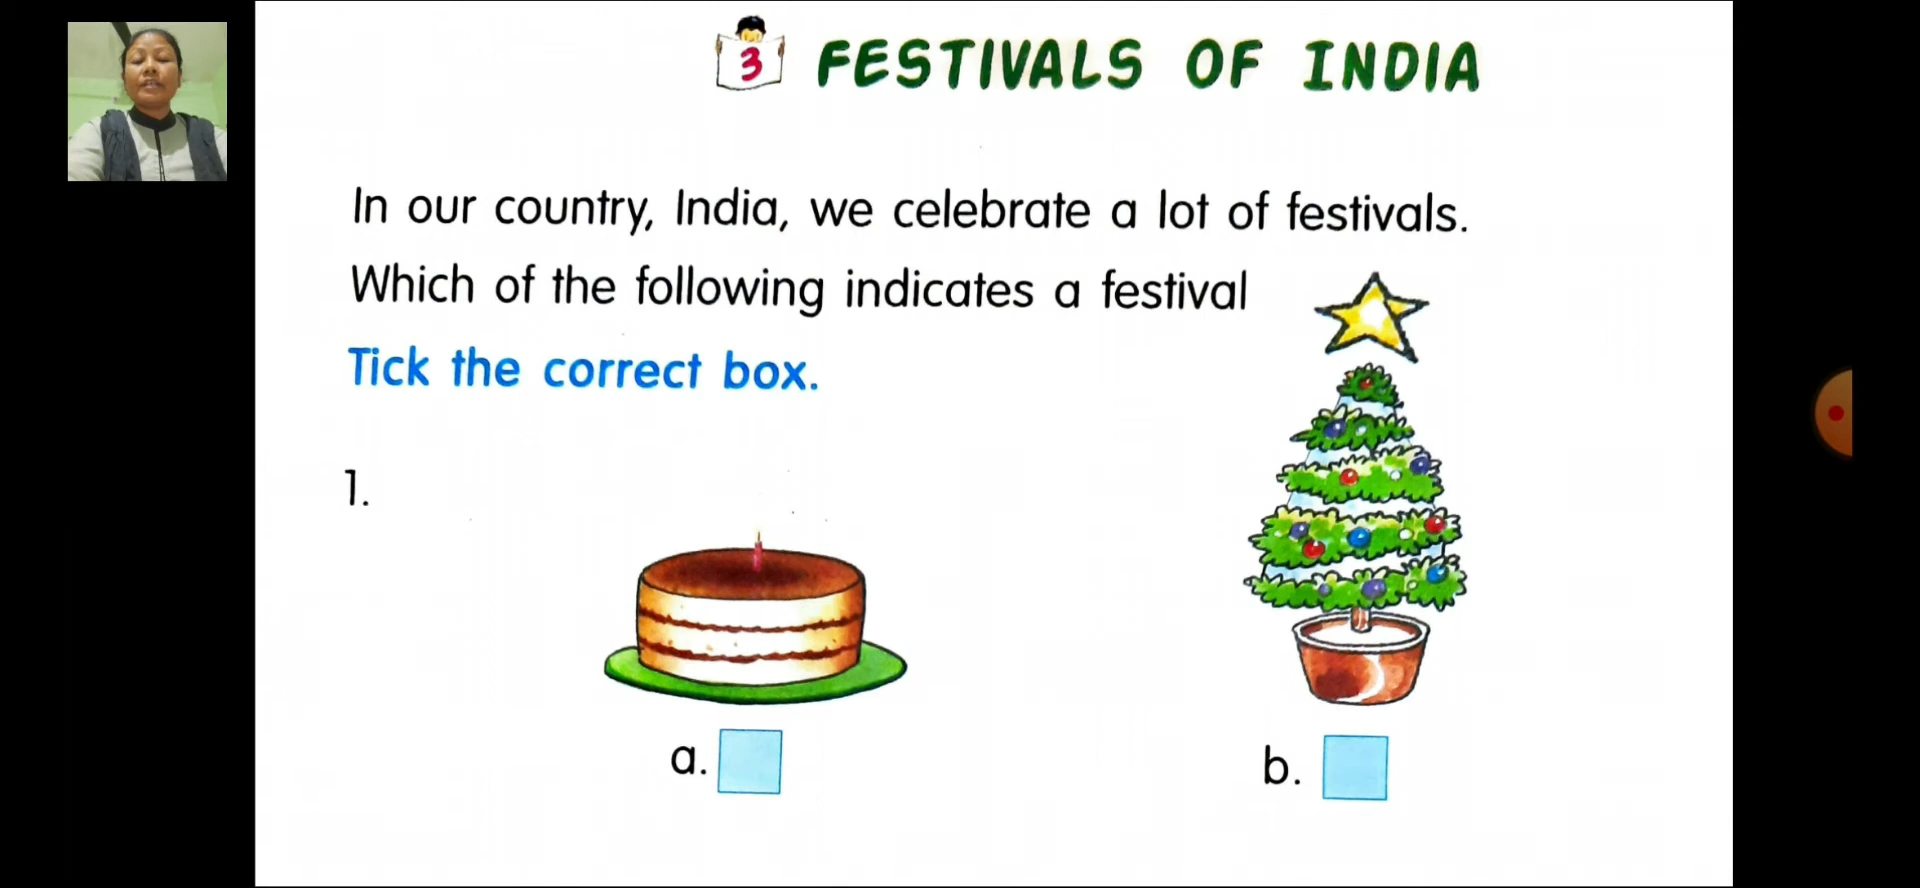 3 FESTIVALS OF INDIA
In our country, India, we celebrate a lot of festivals.
Which of the following indicates a festival
Tick the correct box.
1.
a.
b.